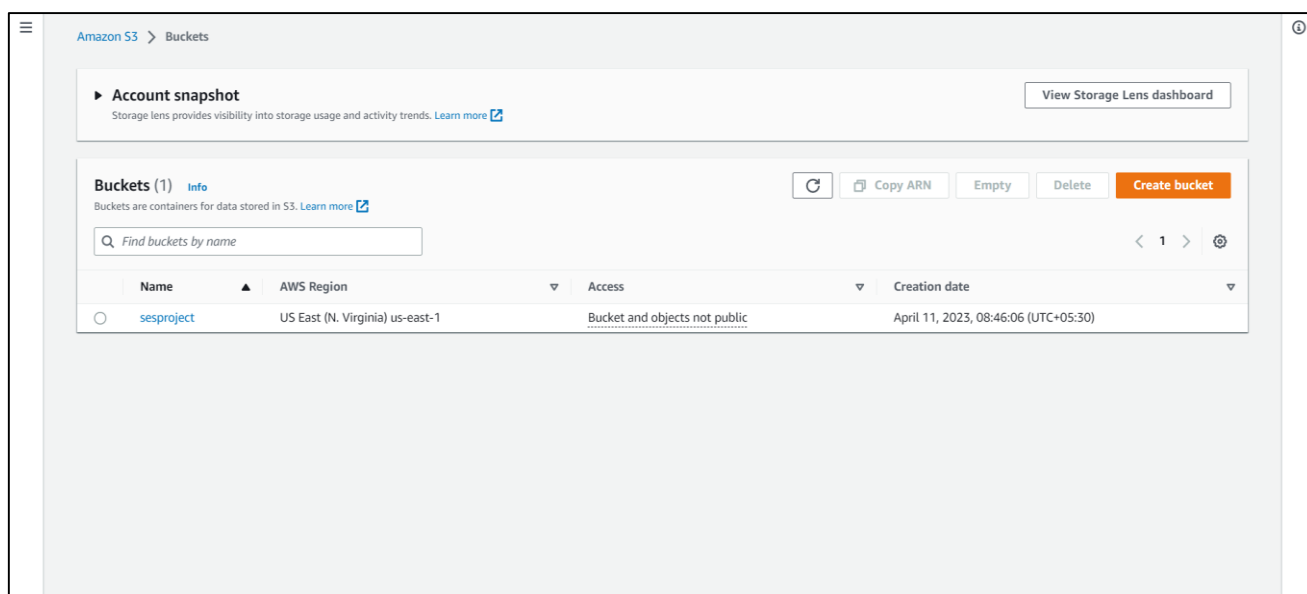 Amazon S3 > Buckets
Account snapshot
View Storage Lens dashboard
Storage lens provides visibility into storage usage and activity trends. Learn more
Buckets (1) Info
Copy ARN Empty Delete Create bucket
Buckets are containers for data stored in S3. Learn more
Find buckets by name
1
Name AWS Region Access Creation date
sesproject US East (N. Virginia) us-east-1 Bucket and objects not public April 11, 2023, 08:46:06 (UTC+05:30)